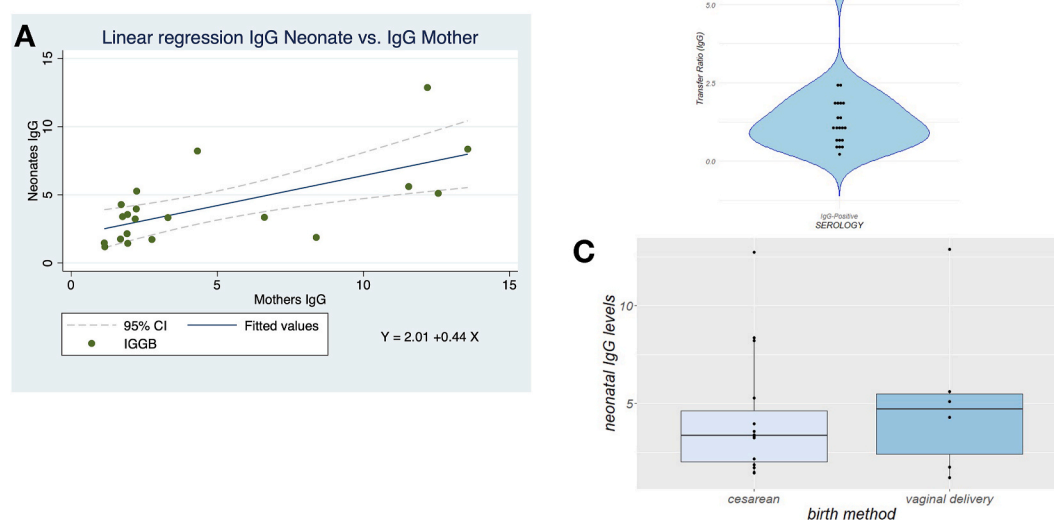 A
Linear regression IgG Neonate vs. IgG Mother
15
10
5
0
Neonates IgG
0 5 10 15
Mothers IgG
95% CI Fitted values
IGGB
Y = 2.01 +0.44 X
5.0
2.5
0.0
Transfer Ratio (IgG)
IgG-Positive
SEROLOGY
C
10
5
neonatal IgG levels
cesarean vaginal delivery
birth method